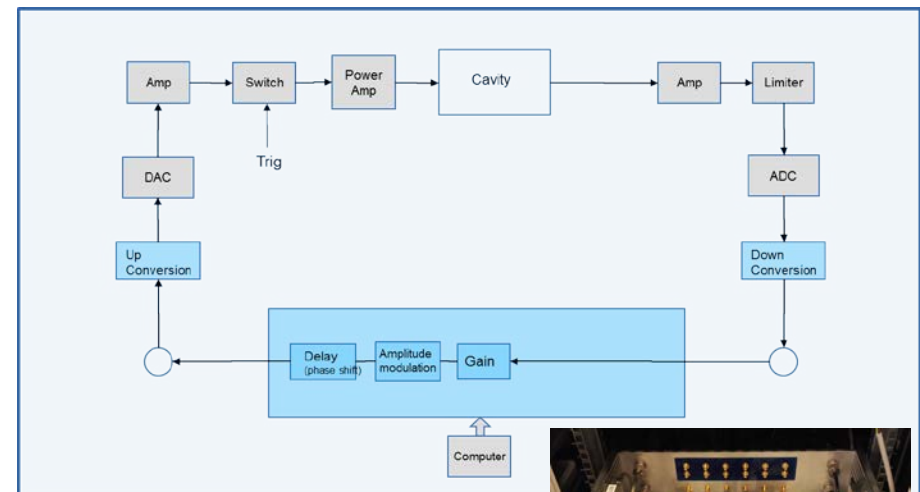 Amp
Switch
Power
Amp
Cavity
Amp
Limiter
Trig
DAC
ADC
Up
Conversion
Down
Conversion
Delay
(phase shift)
Amplitude
modulation
Gain
Computer